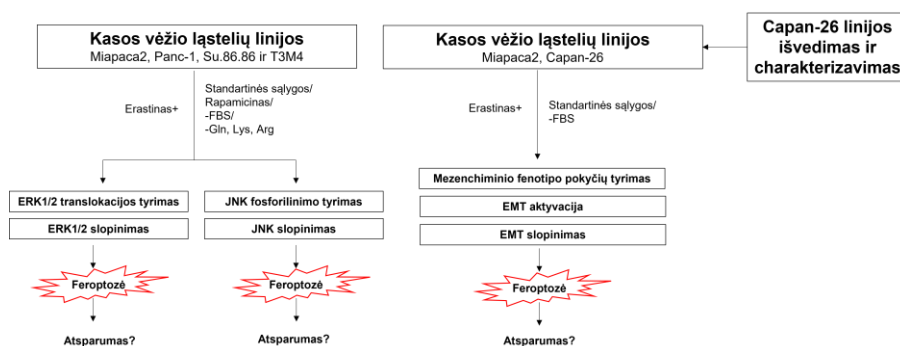 Kasos vėžio ląstelių linijos
Miapaca2, Panc-1, Su.86.86 ir T3M4
Erastinas+
Standartinės sąlygos/
Rapamicinas/
-FBS/
-Gln, Lys, Arg
ERK1/2 translokacijos tyrimas
ERK1/2 slopinimas
Feroptozė
Atsparumas?
JNK fosforilinimo tyrimas
JNK slopinimas
Feroptozė
Atsparumas?
Kasos vėžio ląstelių linijos
Miapaca2, Capan-26
Capan-26 linijos
išvedimas ir
charakterizavimas
Erastinas+
Standartinės sąlygos/
-FBS
Mezenchiminio fenotipo pokyčių tyrimas
EMT aktyvacija
EMT slopinimas
Feroptozė
Atsparumas?